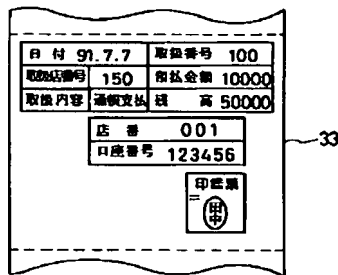 日付 91.7.7 取扱番号 100
取扱店番号 150 御払金額 10000
取扱内容 通帳支払 残高 50000
店番 001
口座番号 123456
印鑑票
田中
33